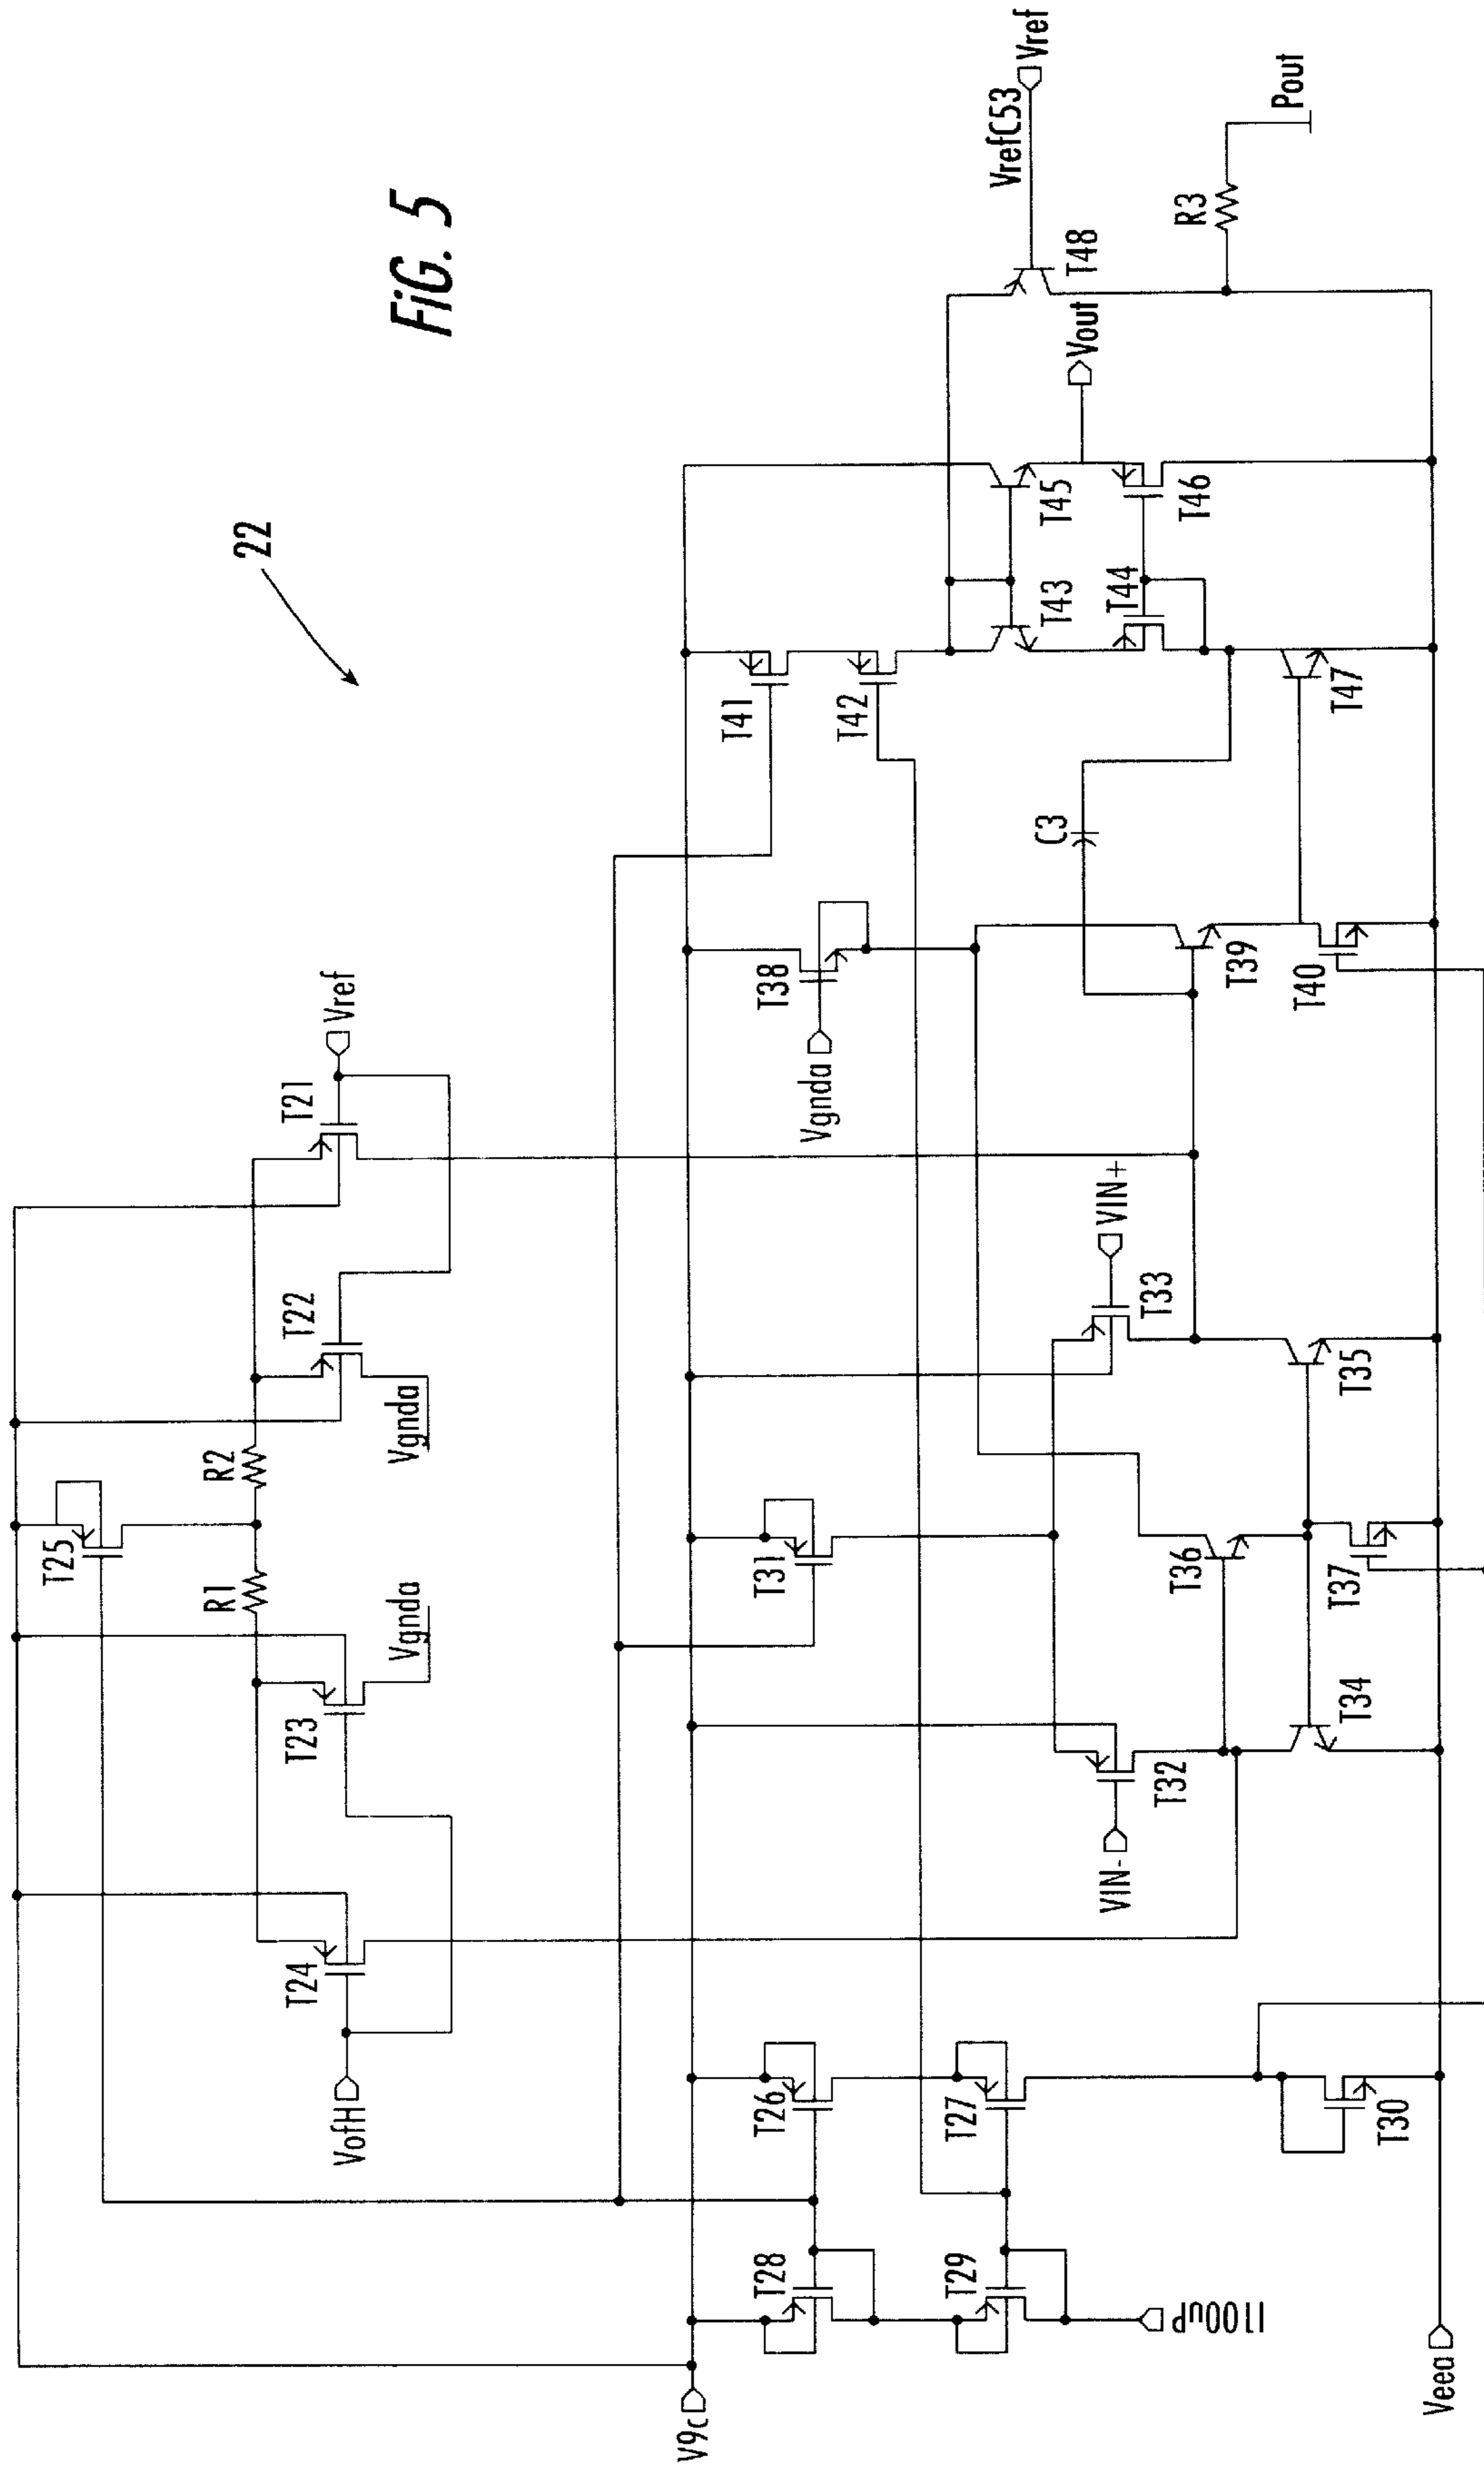 FiG. 5
22
T25
R1
R2
T24
T23
T22
T21
VofH
Vgnda
Vgnda
Vref
V9c
T28
T26
T31
T38
T41
Vgnda
T29
T27
T42
I100uP
VIN-
T32
T33
VIN+
T36
C3
T43
T45
T44
T46
Vout
VrefC53
Vref
T48
R3
Pout
T30
T34
T37
T35
T39
T40
T47
Veea